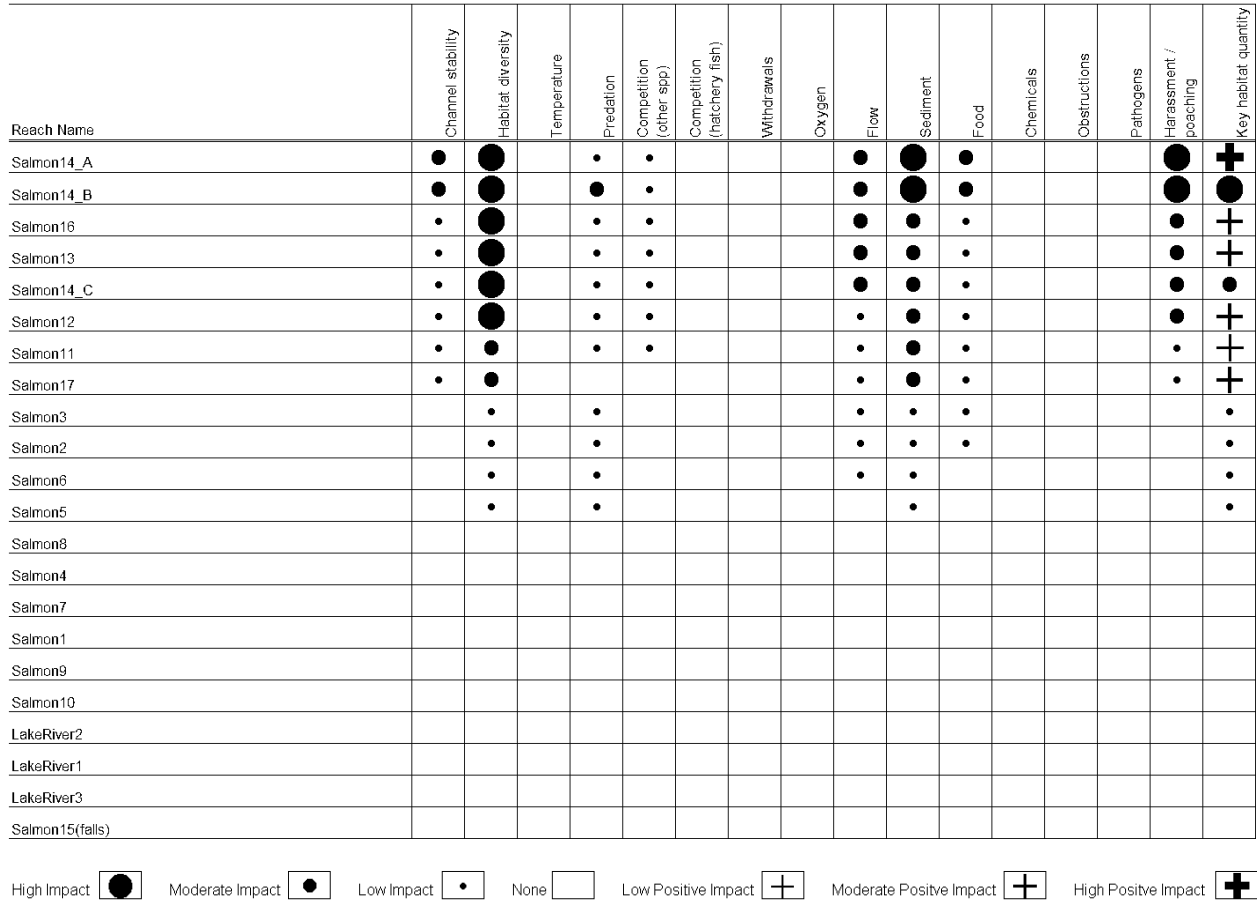 Reach Name
Channel stability
Habitat diversity
Temperature
Predation
Competition
(other spp)
Competition
(hatchery fish)
Withdrawals
Oxygen
Flow
Sediment
Food
Chemicals
Obstructions
Pathogens
Harassment /
poaching
Key habitat quantity
Salmon14_A
Salmon14_B
Salmon16
Salmon13
Salmon14_C
Salmon12
Salmon11
Salmon17
Salmon3
Salmon2
Salmon6
Salmon5
Salmon8
Salmon4
Salmon7
Salmon1
Salmon9
Salmon10
LakeRiver2
LakeRiver1
LakeRiver3
Salmon15(falls)
High Impact Moderate Impact Low Impact None Low Positive Impact Moderate Positve Impact High Positve Impact